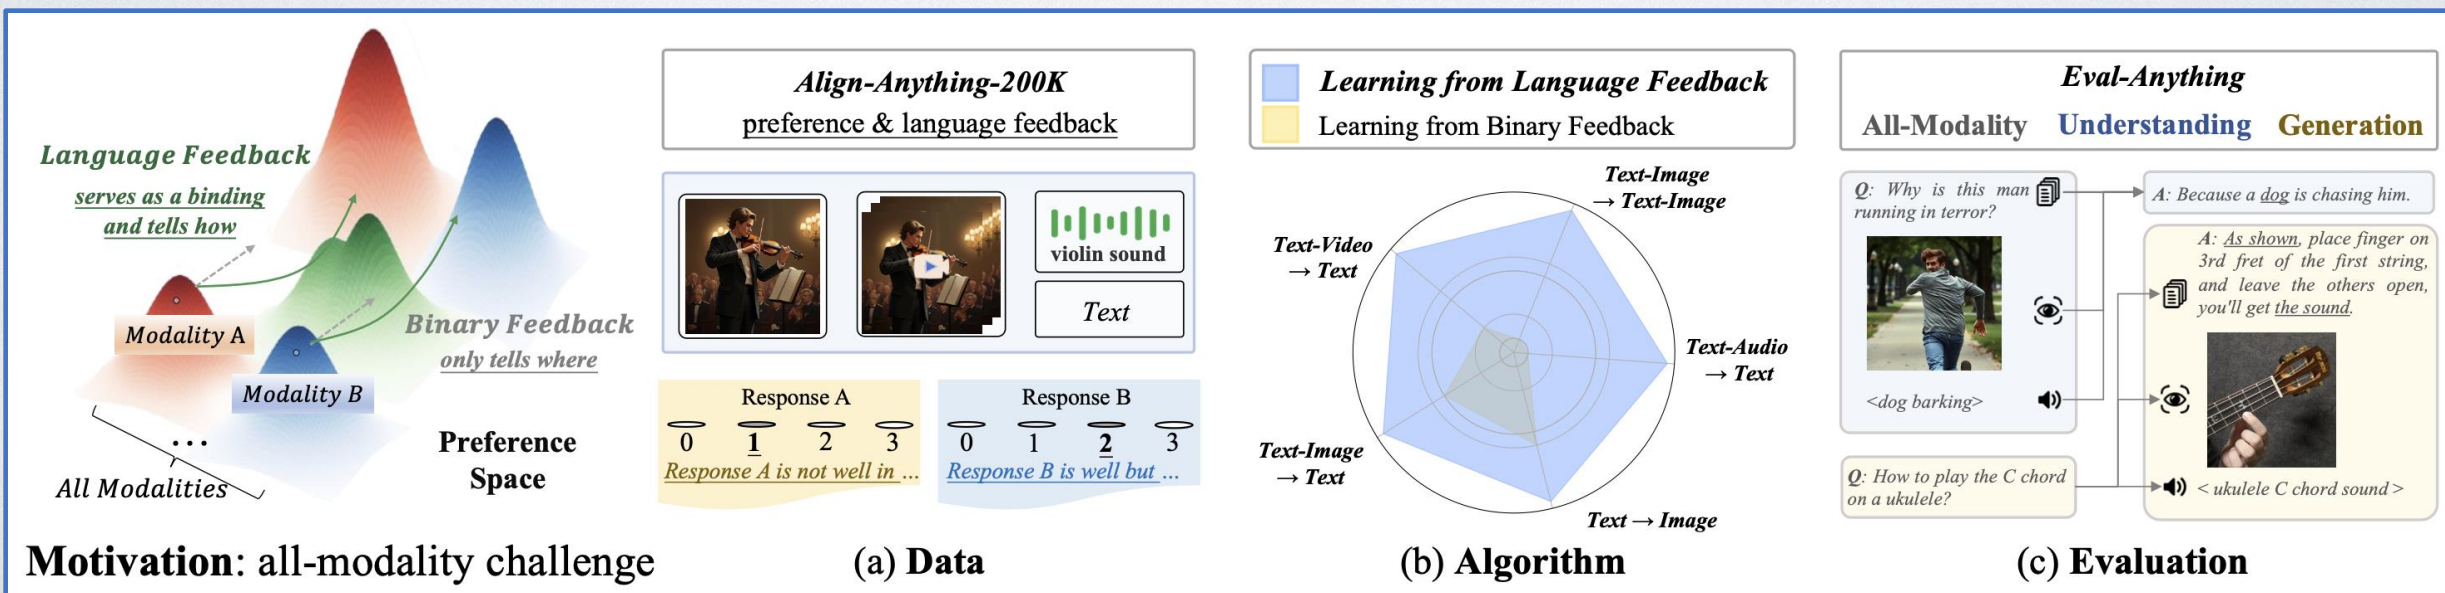 Language Feedback
serves as a binding
and tells how
Modality A
Modality B
Binary Feedback
only tells where
...
All Modalities
Preference
Space
Motivation: all-modality challenge
Align-Anything-200K
preference & language feedback
violin sound
Text
Response A
0 1 2 3
Response A is not well in ...
Response B
0 1 2 3
Response B is well but ...
(a) Data
Learning from Language Feedback
Learning from Binary Feedback
Text-Image
→ Text-Image
Text-Video
→ Text
Text-Audio
→ Text
Text-Image
→ Text
Text → Image
(b) Algorithm
Eval-Anything
All-Modality Understanding Generation
Q: Why is this man
running in terror?
<dog barking>
A: Because a dog is chasing him.
Q: How to play the C chord
on a ukulele?
A: As shown, place finger on
3rd fret of the first string,
and leave the others open,
you'll get the sound.
< ukulele C chord sound >
(c) Evaluation